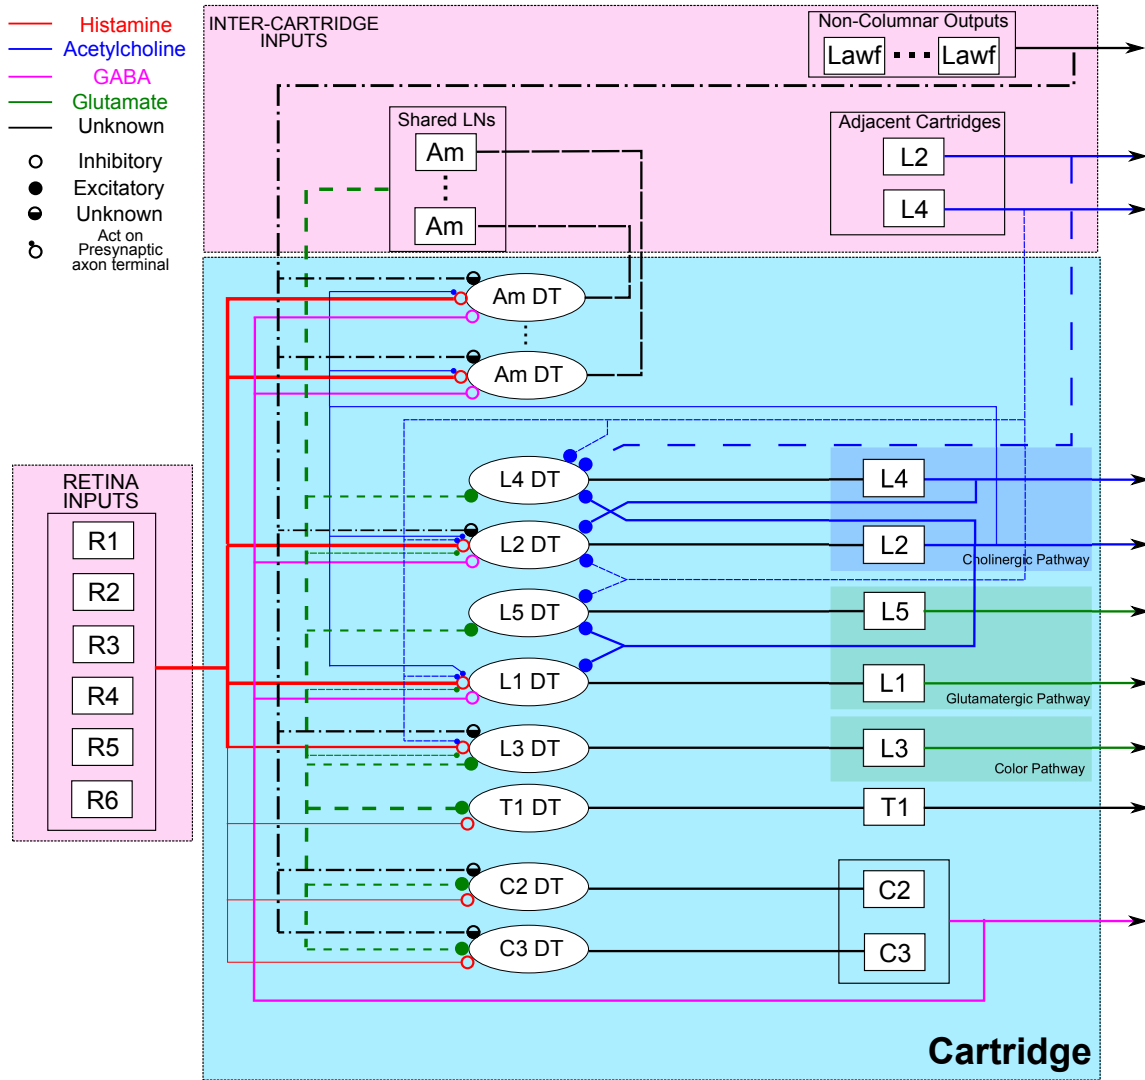 Histamine
Acetylcholine
GABA
Glutamate
Unknown
Inhibitory
Excitatory
Unknown
Act on
Presynaptic
axon terminal
INTER-CARTRIDGE
INPUTS
Non-Columnar Outputs
Lawf
Lawf
Shared LNs
Am
Am
Adjacent Cartridges
L2
L4
RETINA
INPUTS
R1
R2
R3
R4
R5
R6
Am DT
Am DT
L4 DT
L2 DT
L5 DT
L1 DT
L3 DT
T1 DT
C2 DT
C3 DT
L4
L2
Cholinergic Pathway
L5
L1
Glutamatergic Pathway
L3
Color Pathway
T1
C2
C3
Cartridge